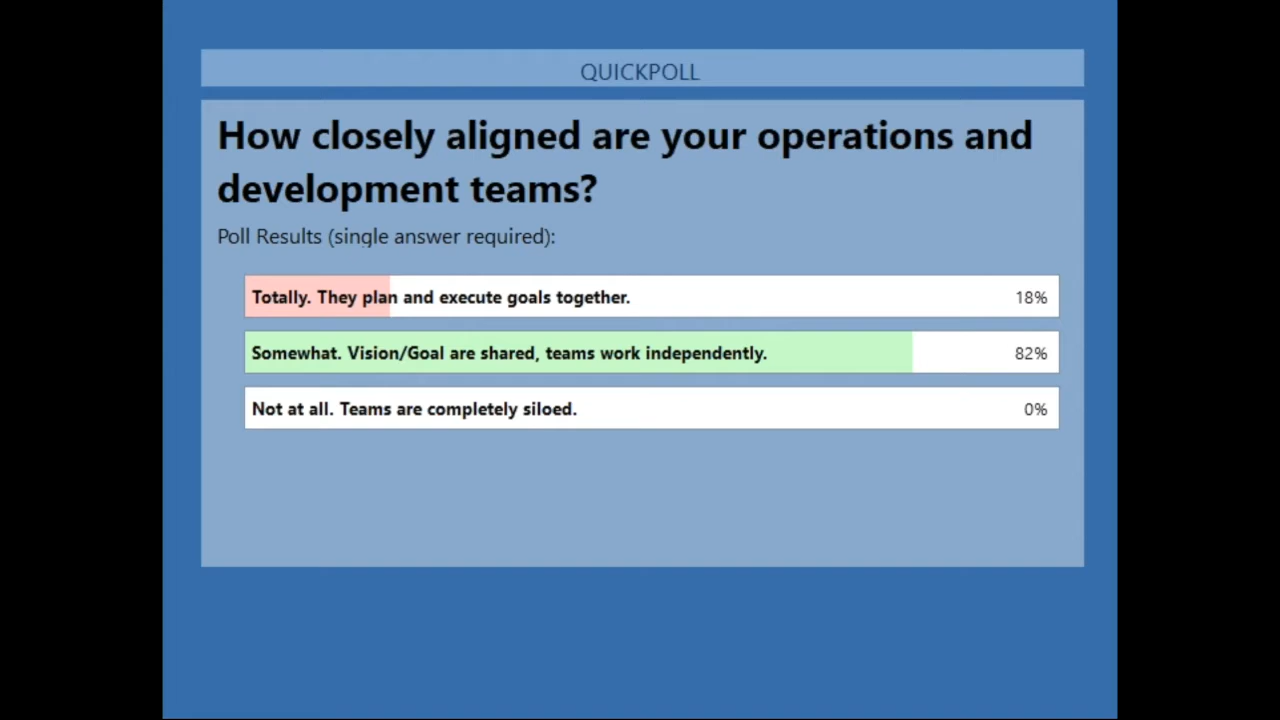 QUICKPOLL
How closely aligned are your operations and
development teams?
Poll Results (single answer required):
Totally. They plan and execute goals together. 18%
Somewhat. Vision/Goal are shared, teams work independently. 82%
Not at all. Teams are completely siloed. 0%